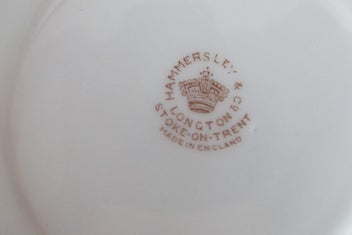 HAMMERSLEY & Co
LONGTON
STOKE-ON-TRENT
MADE IN ENGLAND